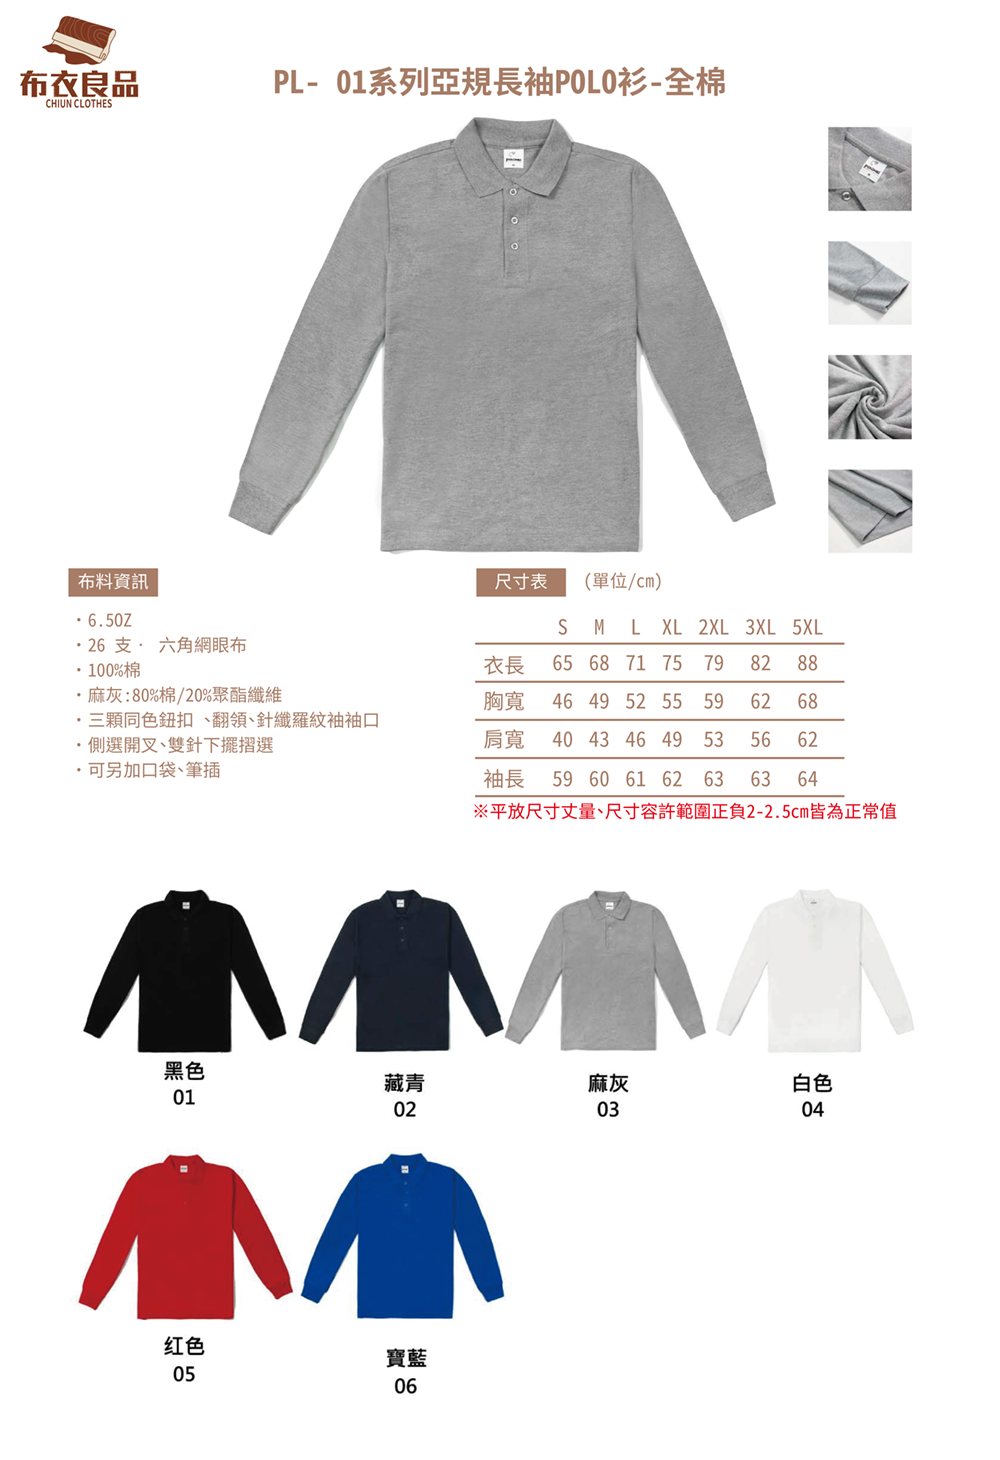 布衣良品
CHIUN CLOTHES
PL- 01系列亞規長袖POLO衫-全棉
布料資訊
・6.5OZ
・26 支· 六角網眼布
・100%棉
・麻灰:80%棉/20%聚酯纖維
・三顆同色鈕扣 、翻領、針纖羅紋袖袖口
・側選開叉、雙針下擺摺選
・可另加口袋、筆插
尺寸表 (單位/cm)
S M L XL 2XL 3XL 5XL
衣長 65 68 71 75 79 82 88
胸寬 46 49 52 55 59 62 68
肩寬 40 43 46 49 53 56 62
袖長 59 60 61 62 63 63 64
※平放尺寸丈量、尺寸容許範圍正負2-2.5cm皆為正常值
黑色
01
藏青
02
麻灰
03
白色
04
红色
05
寶藍
06